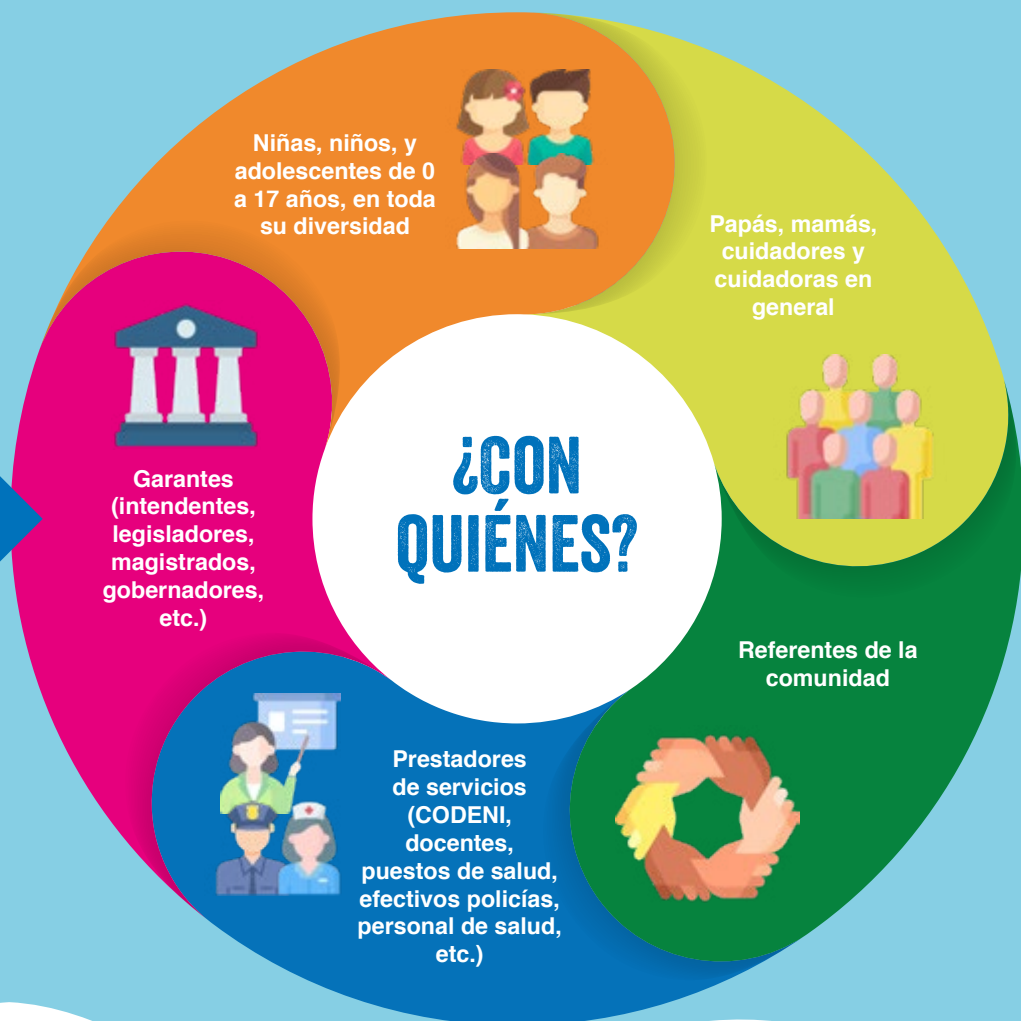 ¿CON
QUIÉNES?
Niñas, niños, y
adolescentes de 0
a 17 años, en toda
su diversidad
Papás, mamás,
cuidadores y
cuidadoras en
general
Referentes de la
comunidad
Prestadores
de servicios
(CODENI,
docentes,
puestos de salud,
efectivos policías,
personal de salud,
etc.)
Garantes
(intendentes,
legisladores,
magistrados,
gobernadores,
etc.)